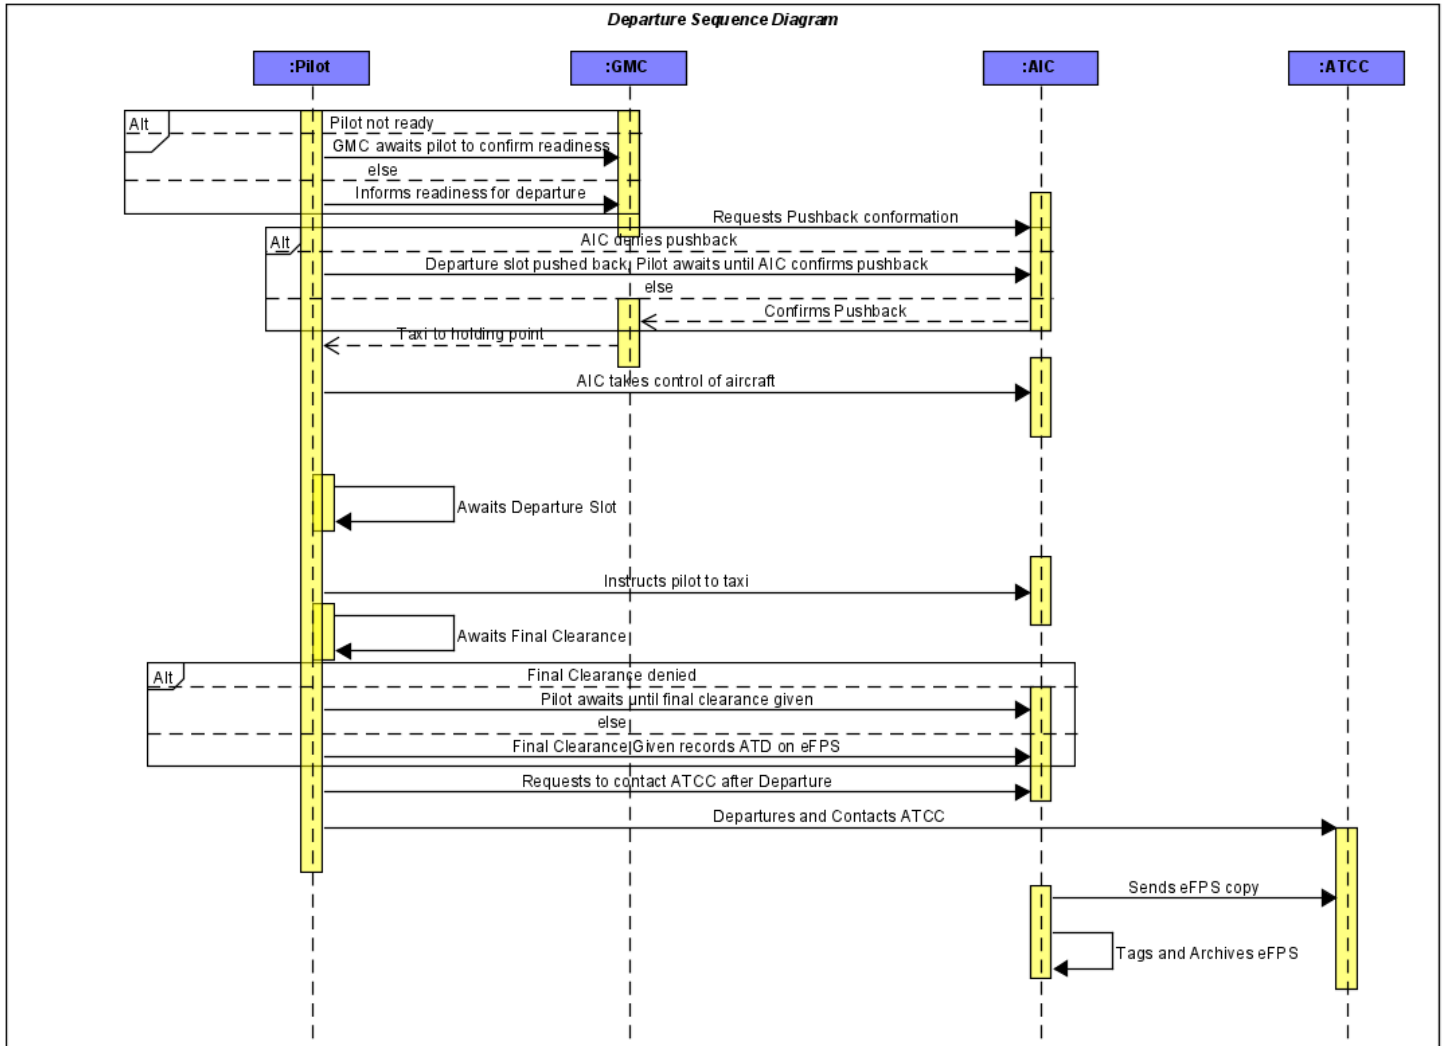 Departure Sequence Diagram
:Pilot
:GMC
:AIC
:ATCC
Alt
Pilot not ready
GMC awaits pilot to confirm readiness
else
Informs readiness for departure
Requests Pushback conformation
Alt
AIC denies pushback
Departure slot pushed back, Pilot awaits until AIC confirms pushback
else
Confirms Pushback
Taxi to holding point
AIC takes control of aircraft
Awaits Departure Slot
Instructs pilot to taxi
Awaits Final Clearance
Alt
Final Clearance denied
Pilot awaits until final clearance given
else
Final Clearance Given records ATD on eFPS
Requests to contact ATCC after Departure
Departures and Contacts ATCC
Sends eFPS copy
Tags and Archives eFPS